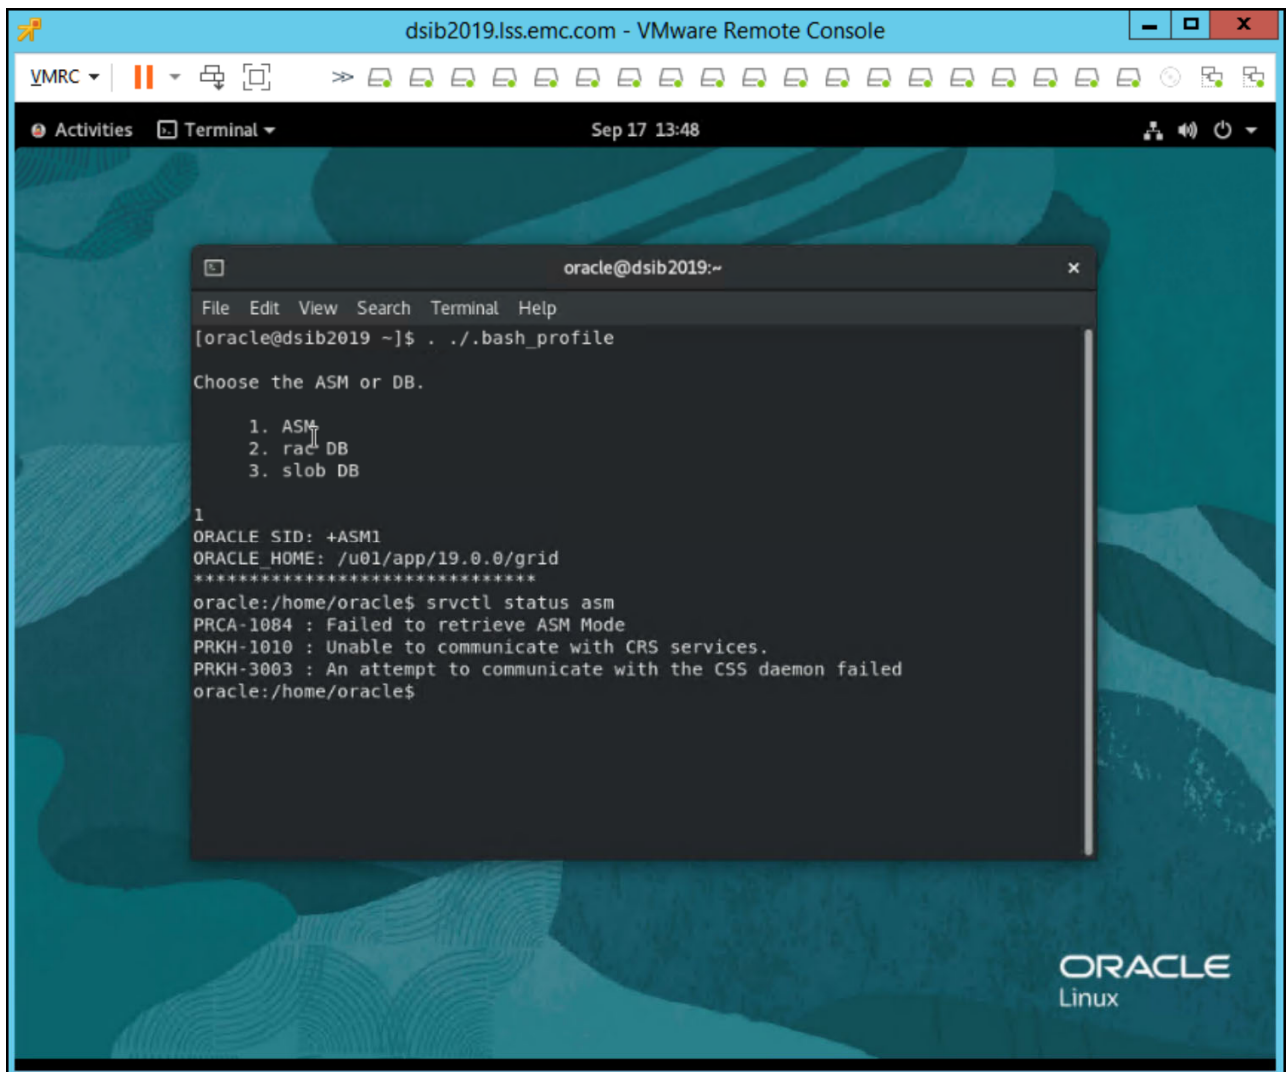 dsib2019.lss.emc.com - VMware Remote Console
VMRC
Activities Terminal Sep 17 13:48
oracle@dsib2019:~
File Edit View Search Terminal Help
[oracle@dsib2019 ~]$ . ./.bash_profile
Choose the ASM or DB.
1. ASM
2. rac DB
3. slob DB
1
ORACLE_SID: +ASM1
ORACLE_HOME: /u01/app/19.0.0/grid
*******************************
oracle:/home/oracle$ srvctl status asm
PRCA-1084 : Failed to retrieve ASM Mode
PRKH-1010 : Unable to communicate with CRS services.
PRKH-3003 : An attempt to communicate with the CSS daemon failed
oracle:/home/oracle$
ORACLE
Linux